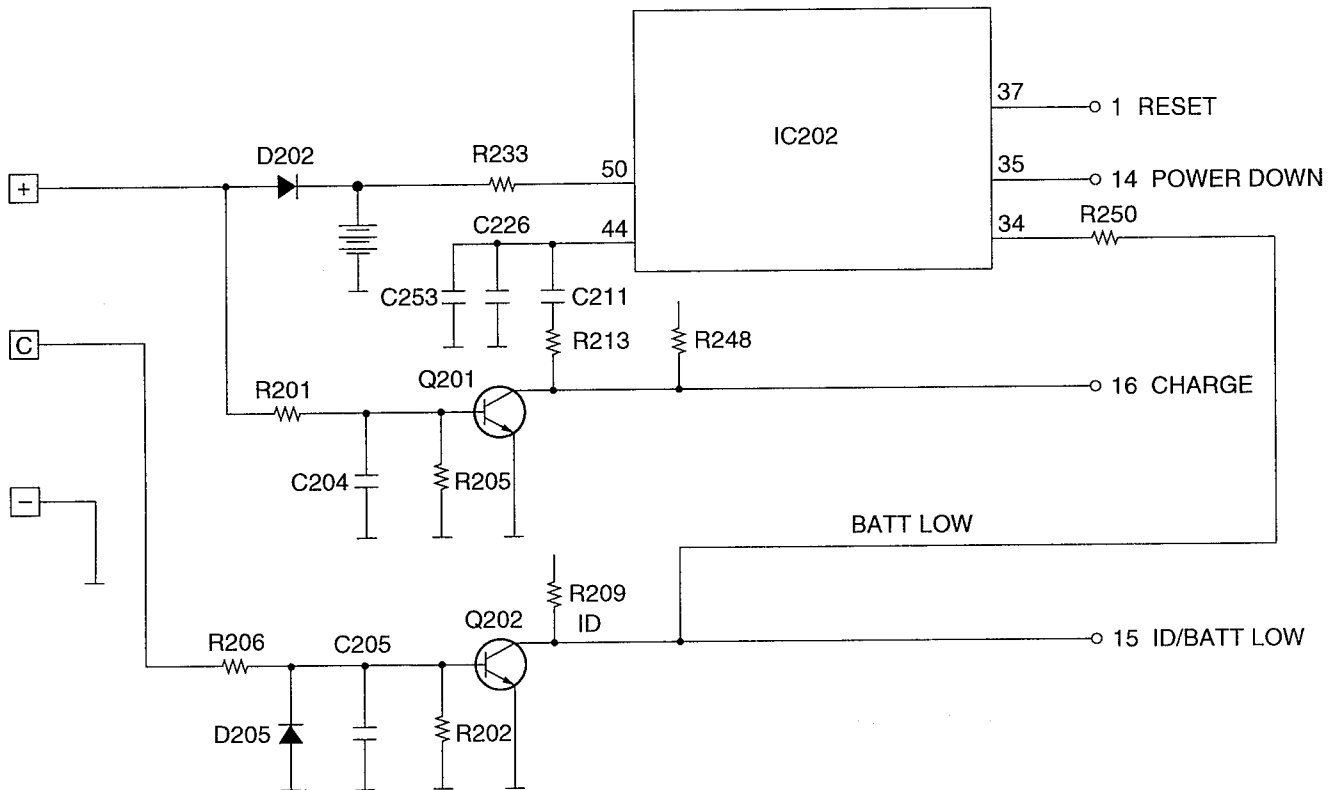 37
1 RESET
IC202
D202
R233
50
35
14 POWER DOWN
+
C226
44
34
R250
C253
C211
R213
R248
C
Q201
R201
16 CHARGE
C204
R205
−
BATT LOW
R209
Q202
ID
R206
C205
15 ID/BATT LOW
D205
R202